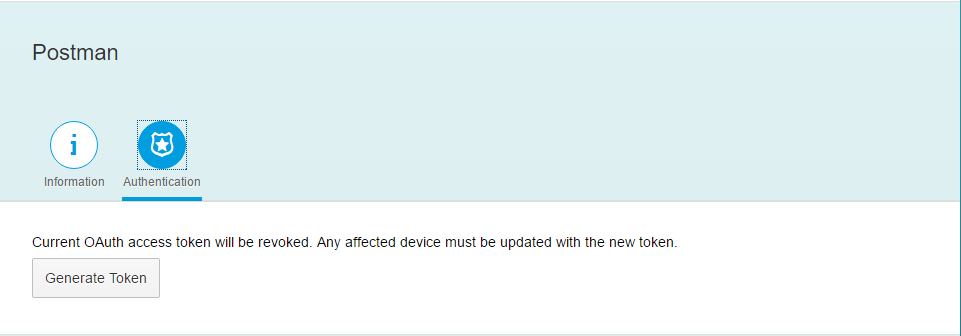 Postman
Information
Authentication
Current OAuth access token will be revoked. Any affected device must be updated with the new token.
Generate Token